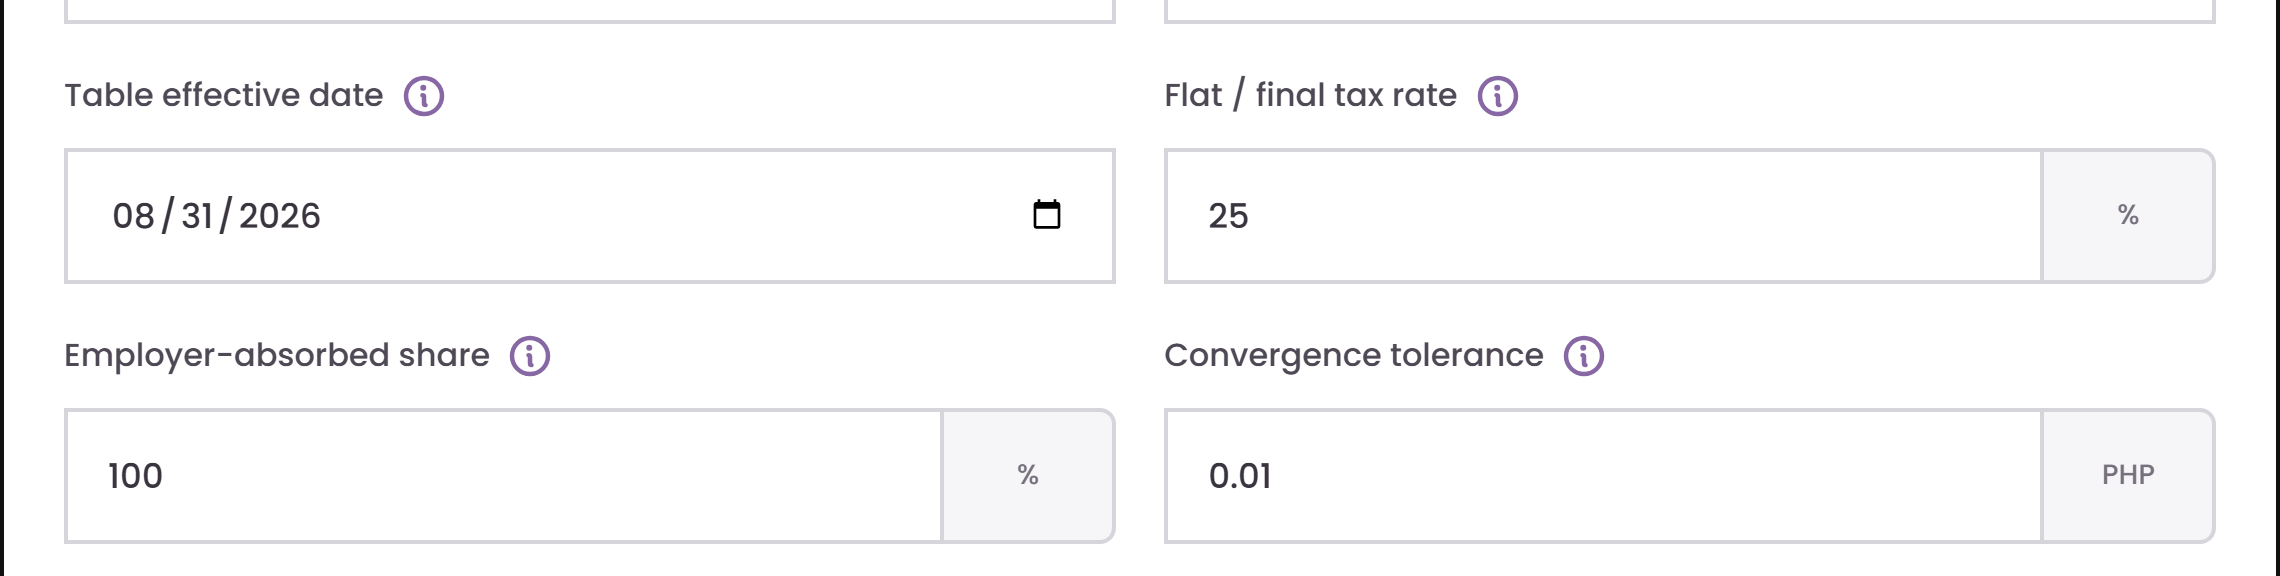 Table effective date
Flat / final tax rate
08/31/2026
25 %
Employer-absorbed share
Convergence tolerance
100 %
0.01 PHP